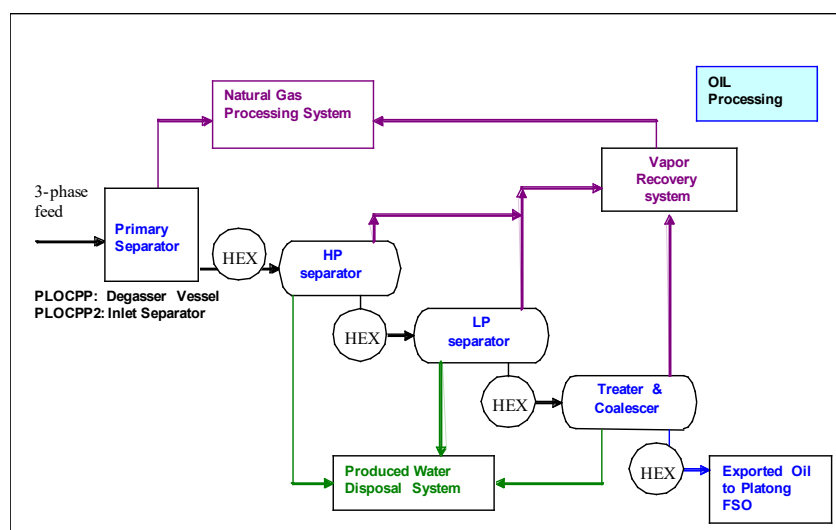 Natural Gas
Processing System
OIL
Processing
Vapor
Recovery
system
3-phase
feed
Primary
Separator
HEX
HP
separator
PLOCPP: Degasser Vessel
PLOCPP2: Inlet Separator
HEX
LP
separator
HEX
Treater &
Coalescer
Produced Water
Disposal System
HEX
Exported Oil
to Platong
FSO